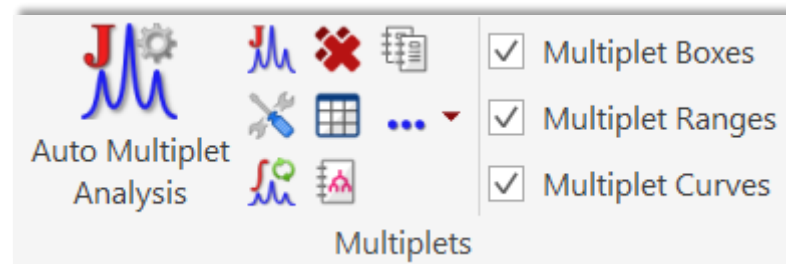 J
J
Auto Multiplet
Analysis
Multiplet Boxes
Multiplet Ranges
Multiplet Curves
Multiplets